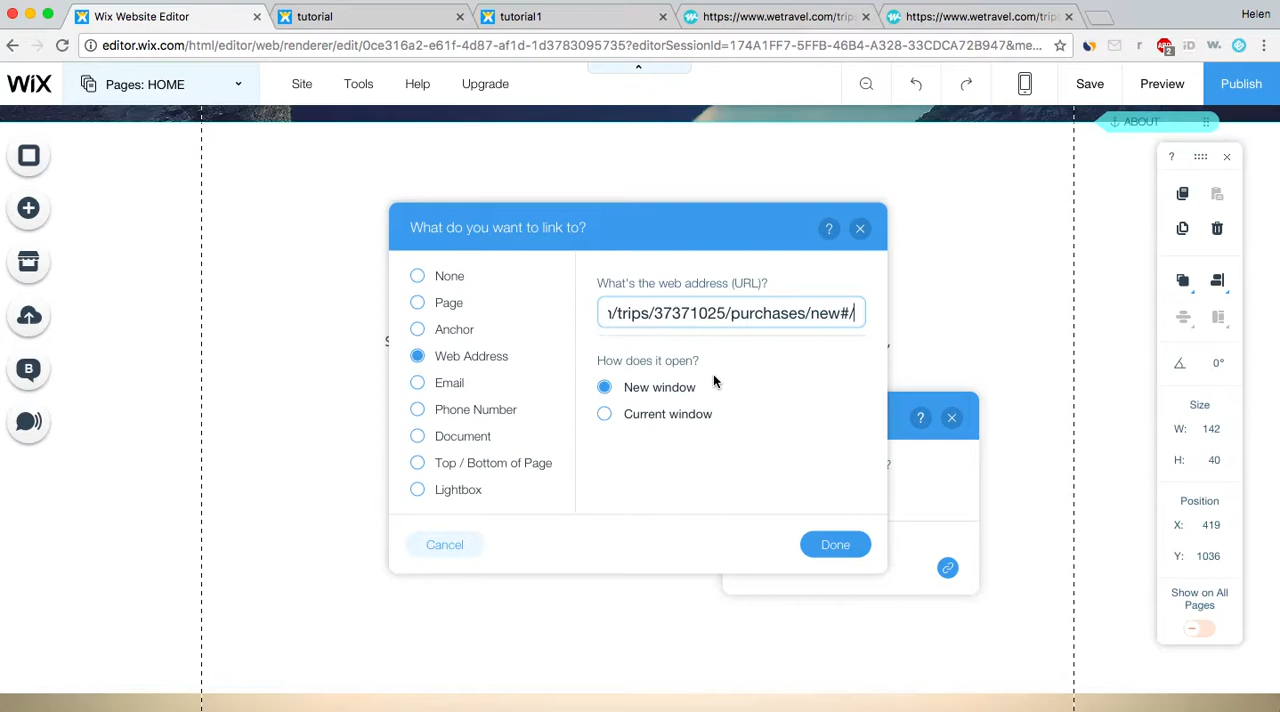 Wix Website Editor
tutorial
tutorial1
https://www.wetravel.com/trips
https://www.wetravel.com/trips
Helen
editor.wix.com/html/editor/web/renderer/edit/0ce316a2-e61f-4d87-af1d-1d3783095735?editorSessionId=174A1FF7-5FFB-46B4-A328-33CDCA72B947&me...
WiX
Pages: HOME
Site
Tools
Help
Upgrade
Save
Preview
Publish
ABOUT
What do you want to link to?
?
None
Page
Anchor
Web Address
Email
Phone Number
Document
Top / Bottom of Page
Lightbox
What's the web address (URL)?
/trips/37371025/purchases/new#/
How does it open?
New window
Current window
Cancel
Done
?
?
?
0°
Size
W: 142
H: 40
Position
X: 419
Y: 1036
Show on All
Pages